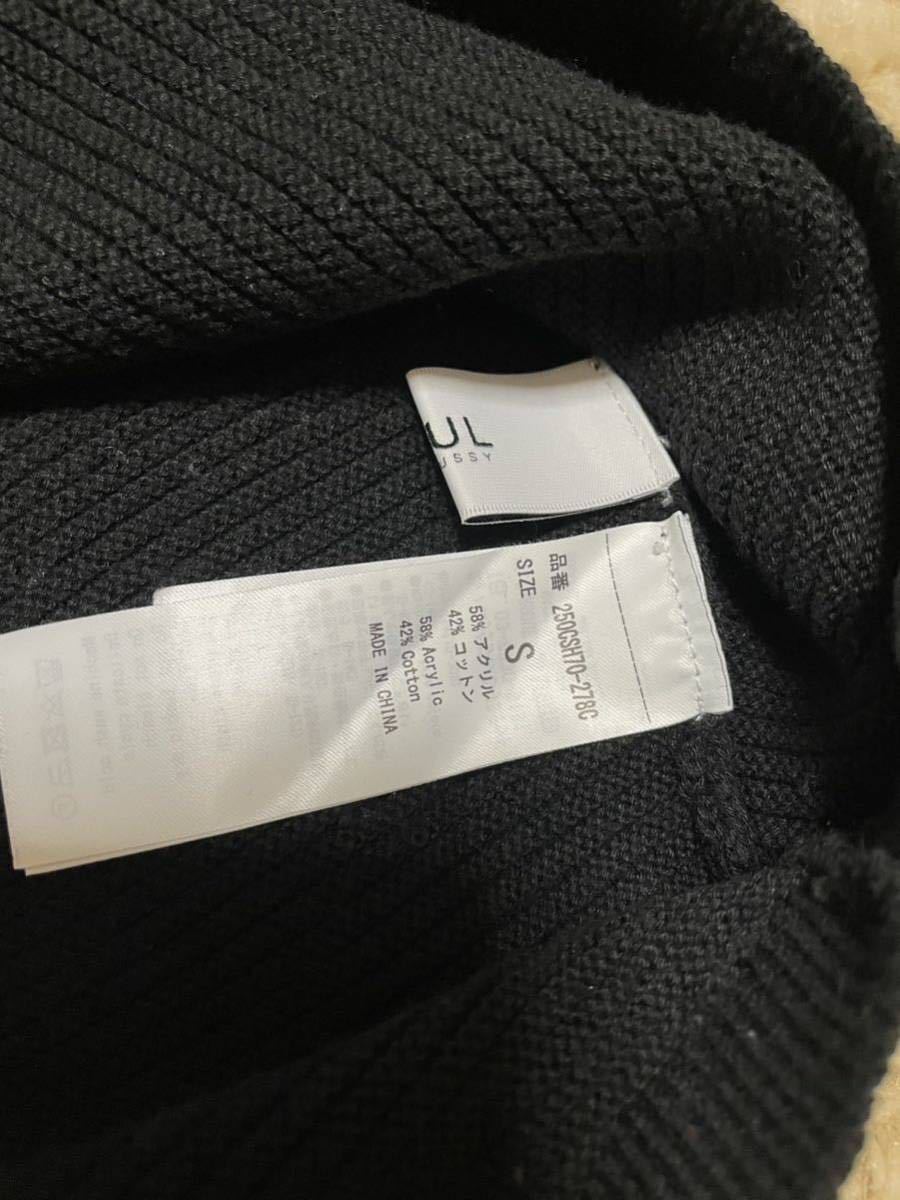 UL
USSY
品番 250GSH70-278C
SIZE S
58% アクリル
42% コットン
58% Acrylic
42% Cotton
MADE IN CHINA